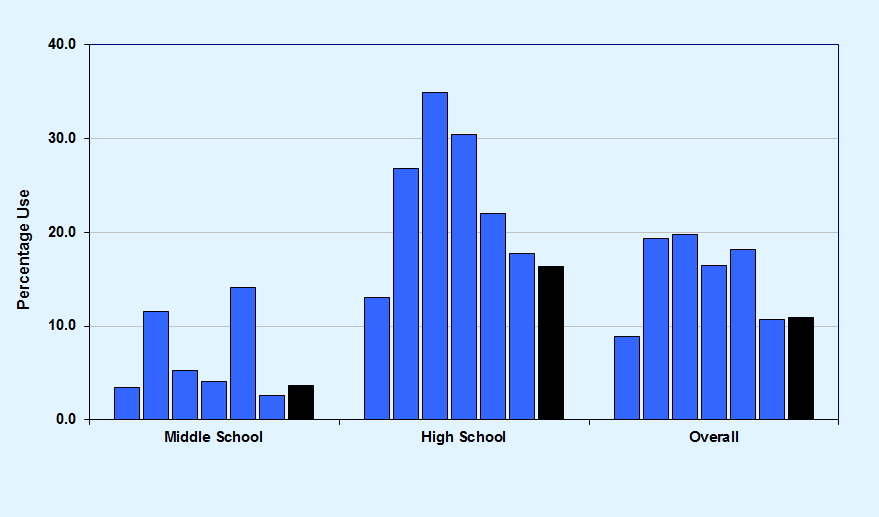 40.0
30.0
20.0
10.0
0.0
Percentage Use
Middle School
High School
Overall